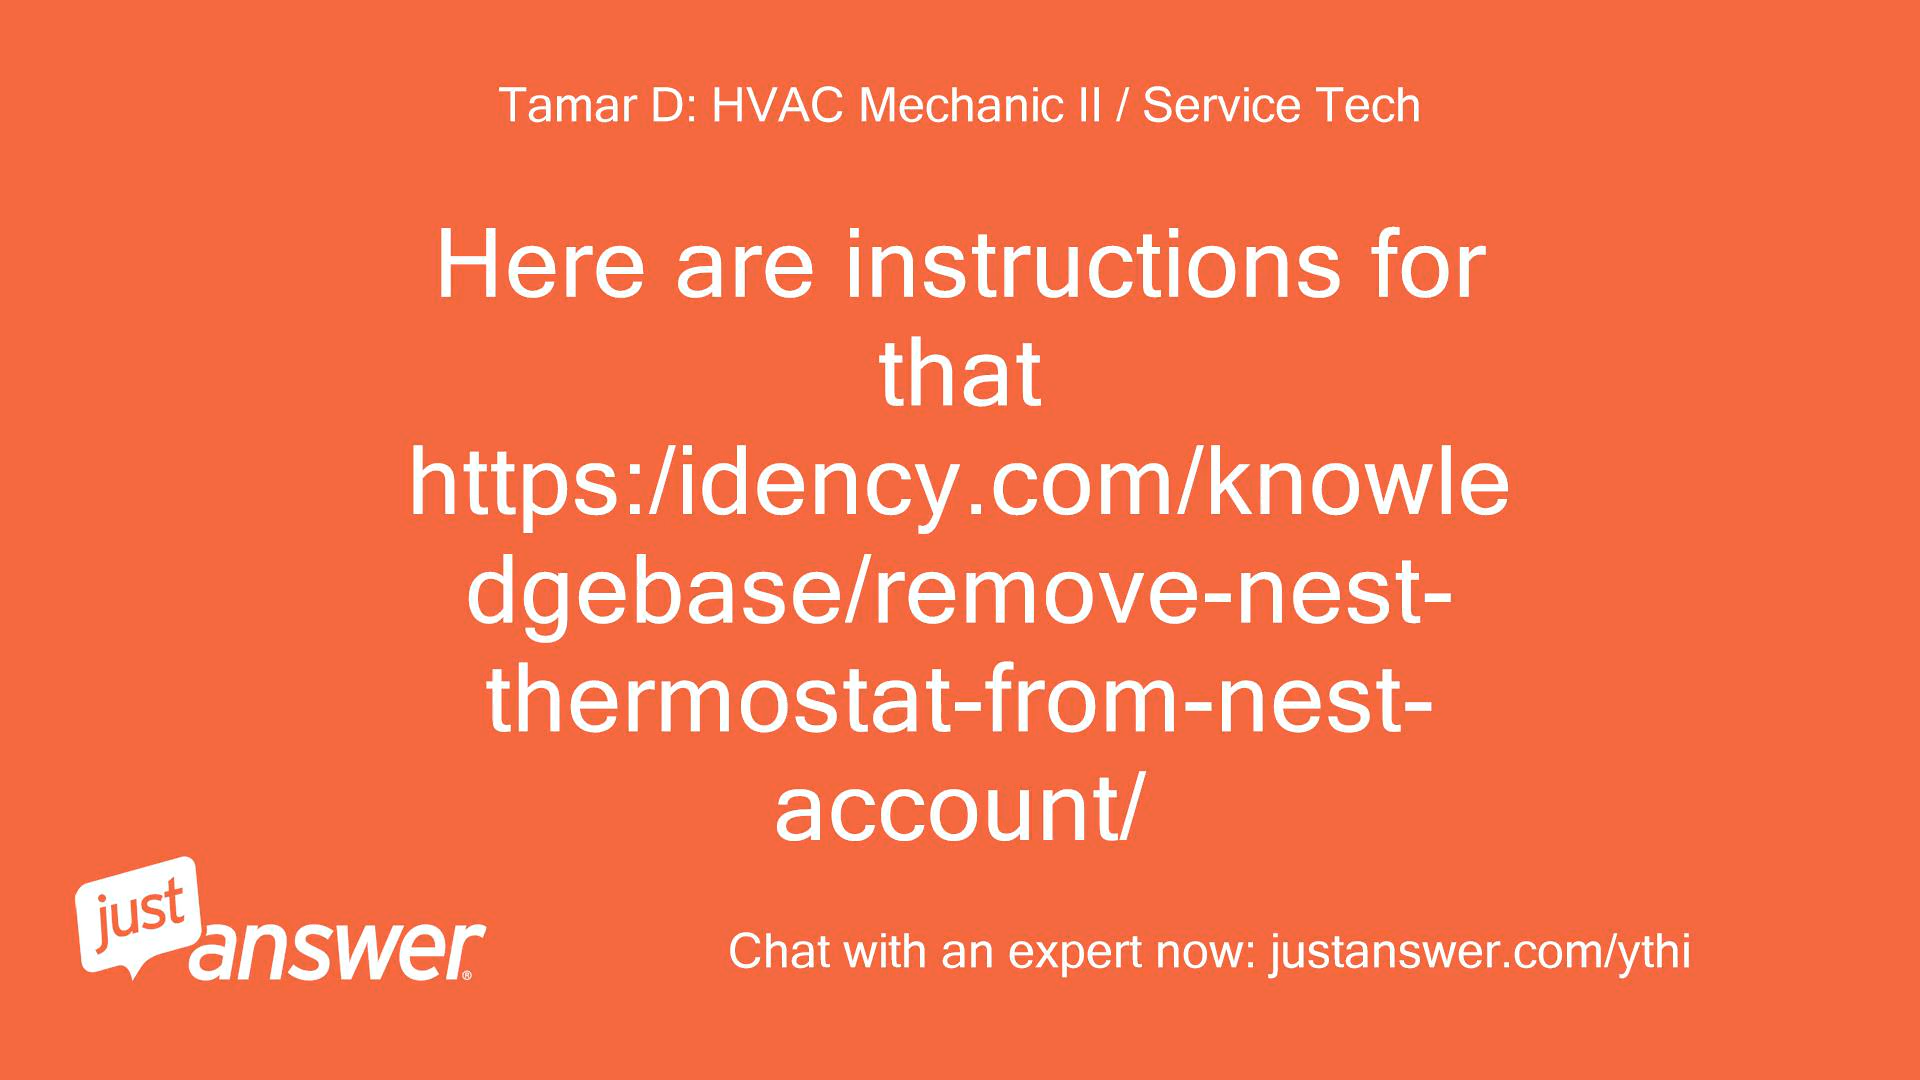 Tamar D: HVAC Mechanic II / Service Tech
Here are instructions for
that
https:/idency.com/knowle
dgebase/remove-nest-
thermostat-from-nest-
account/
just
answer®
Chat with an expert now: justanswer.com/ythi